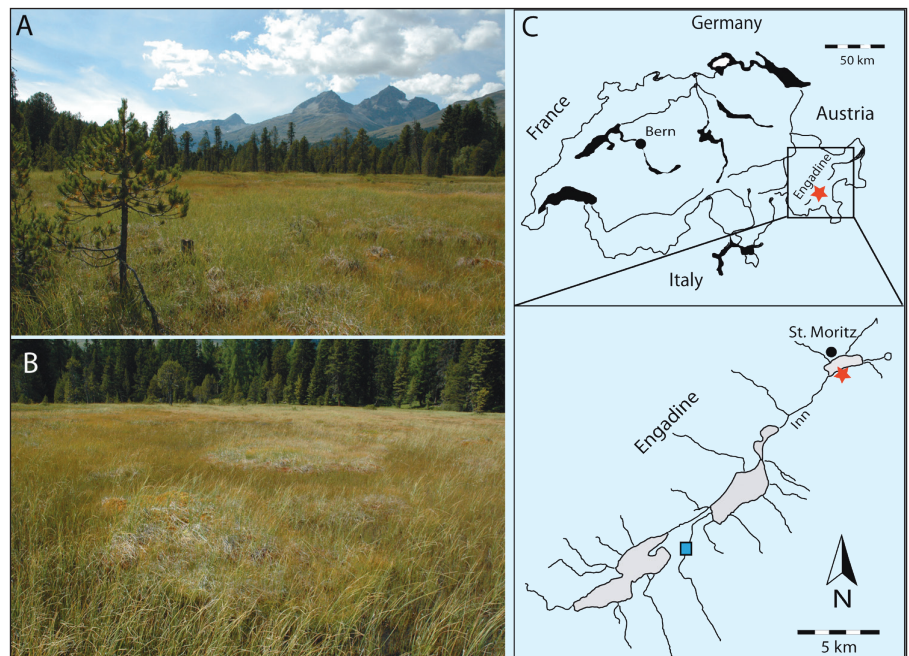 A
B
C
Germany
50 km
France
Austria
Bern
Engadine
Italy
St. Moritz
Inn
Engadine
N
5 km